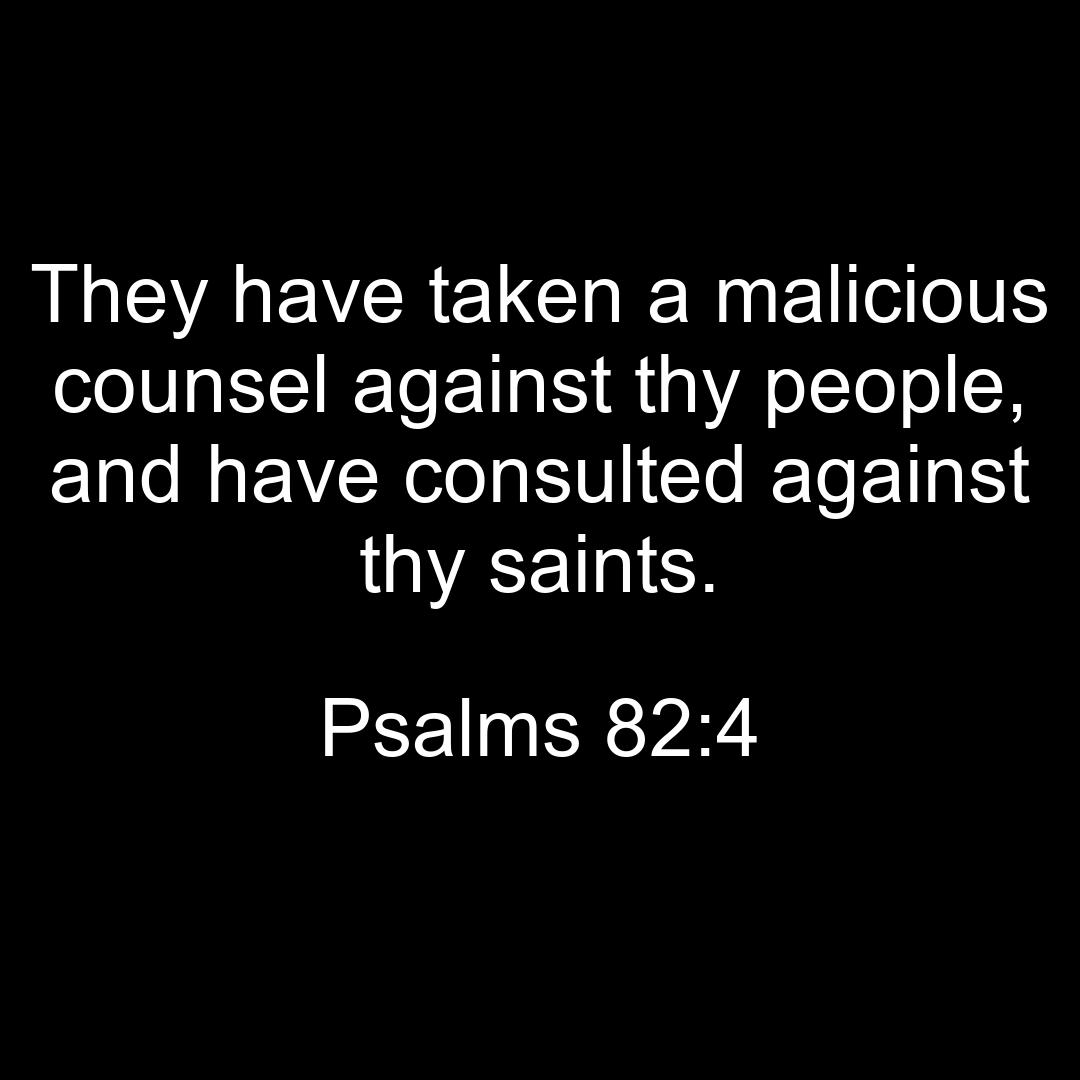 They have taken a malicious
counsel against thy people,
and have consulted against
thy saints.
Psalms 82:4